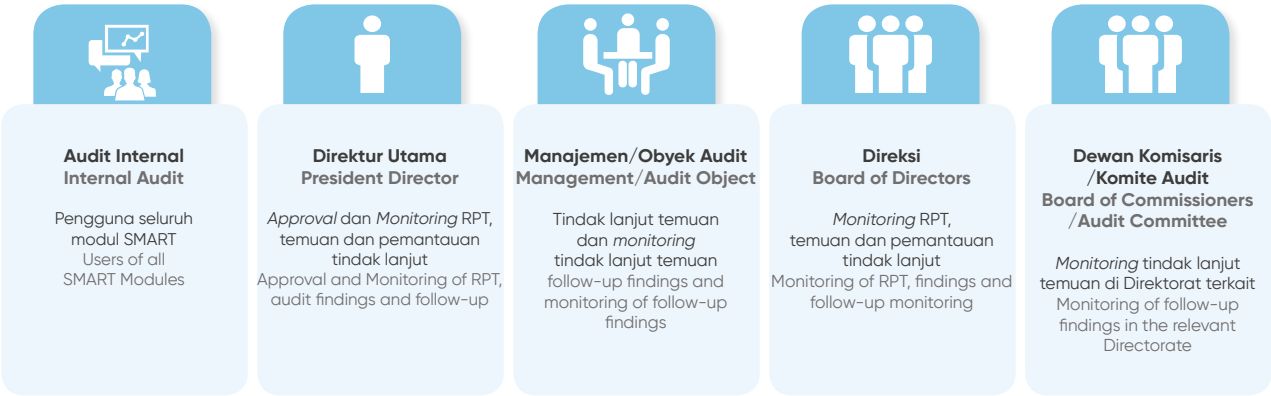 Audit Internal
Internal Audit
Pengguna seluruh
modul SMART
Users of all
SMART Modules
Direktur Utama
President Director
Approval dan Monitoring RPT,
temuan dan pemantauan
tindak lanjut
Approval and Monitoring of RPT,
audit findings and follow-up
Manajemen/Obyek Audit
Management/Audit Object
Tindak lanjut temuan
dan monitoring
tindak lanjut temuan
follow-up findings and
monitoring of follow-up
findings
Direksi
Board of Directors
Monitoring RPT,
temuan dan pemantauan
tindak lanjut
Monitoring of RPT, findings and
follow-up monitoring
Dewan Komisaris
/Komite Audit
Board of Commissioners
/Audit Committee
Monitoring tindak lanjut
temuan di Direktorat terkait
Monitoring of follow-up
findings in the relevant
Directorate